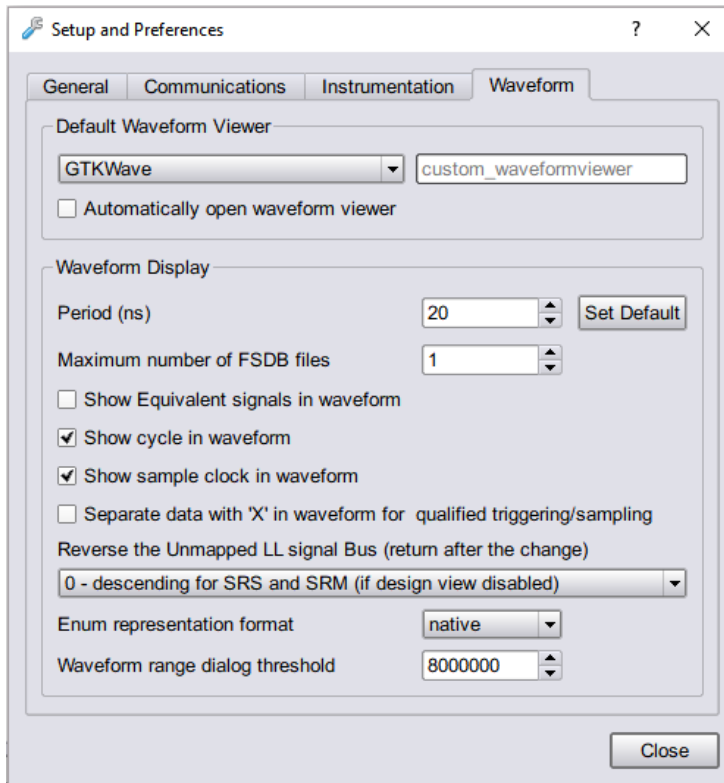 Setup and Preferences ?
General Communications Instrumentation Waveform
Default Waveform Viewer
GTKWave custom_waveformviewer
Automatically open waveform viewer
Waveform Display
Period (ns) 20 Set Default
Maximum number of FSDB files 1
Show Equivalent signals in waveform
Show cycle in waveform
Show sample clock in waveform
Separate data with 'X' in waveform for qualified triggering/sampling
Reverse the Unmapped LL signal Bus (return after the change)
0 - descending for SRS and SRM (if design view disabled)
Enum representation format native
Waveform range dialog threshold 8000000
Close